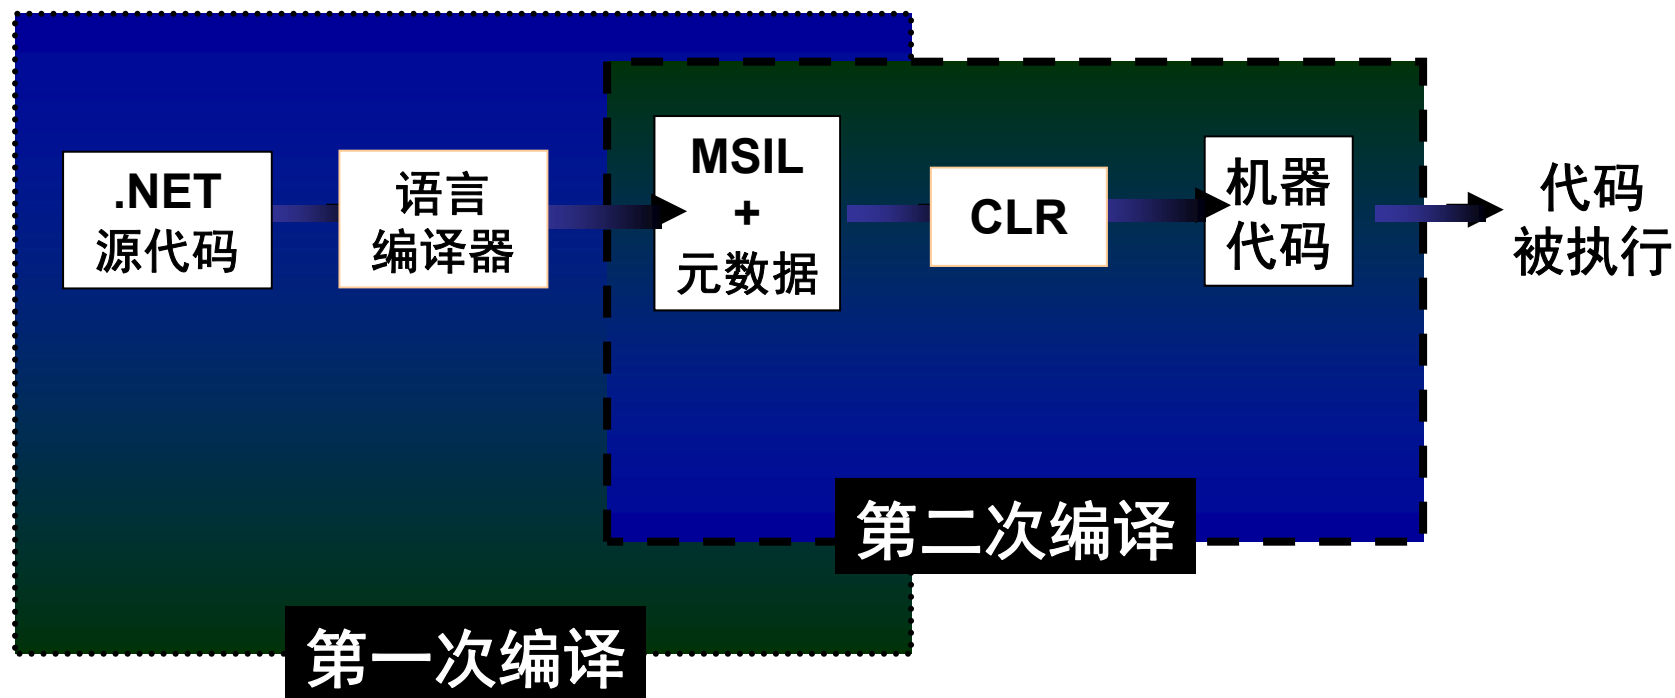 .NET
源代码
语言
编译器
MSIL
+
元数据
CLR
机器
代码
代码
被执行
第二次编译
第一次编译